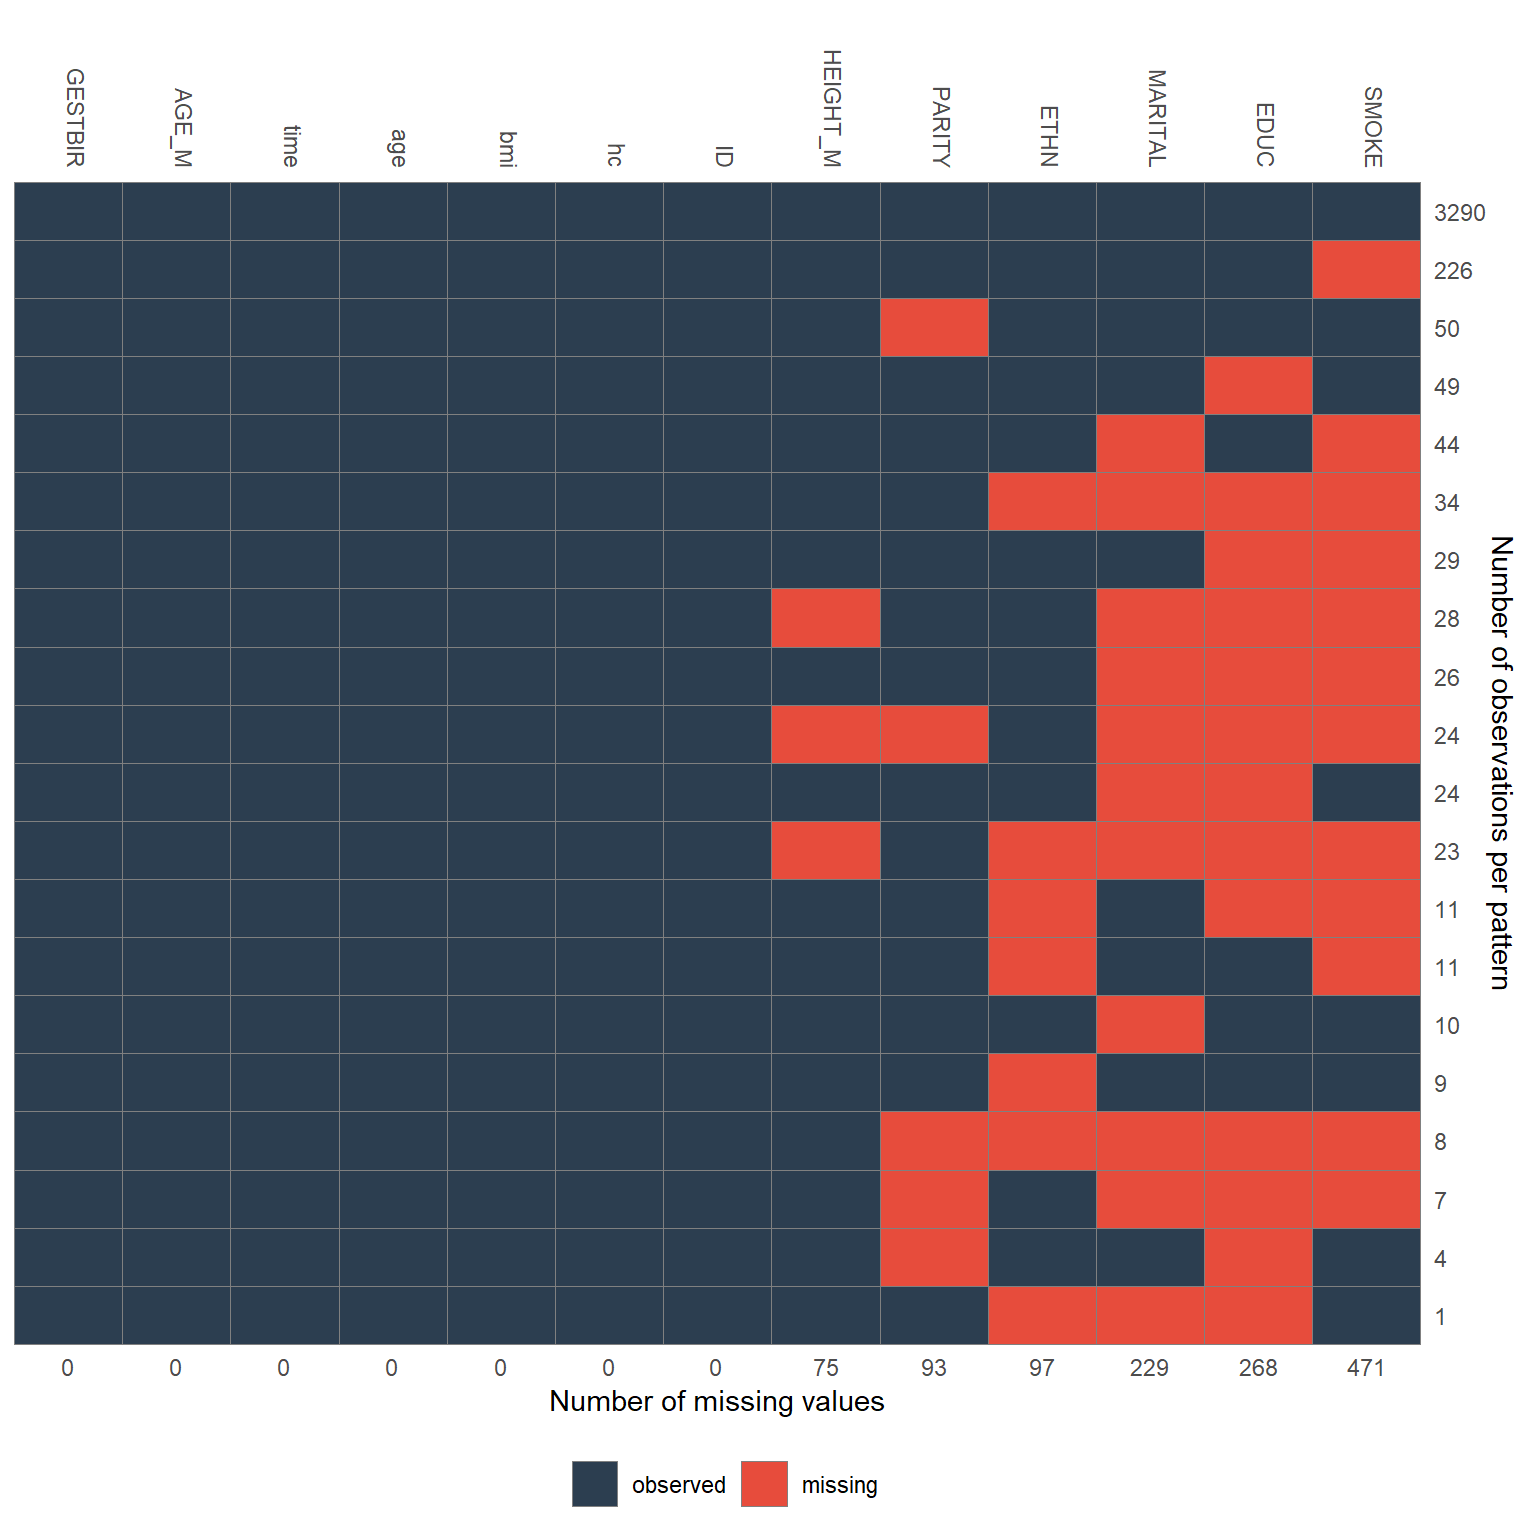 GESTBIR
AGE_M
time
age
bmi
hc
ID
HEIGHT_M
PARITY
ETHN
MARITAL
EDUC
SMOKE
3290
226
50
49
44
34
29
28
26
24
24
23
11
11
10
9
8
7
4
1
Number of observations per pattern
0 0 0 0 0 0 0 75 93 97 229 268 471
Number of missing values
observed missing